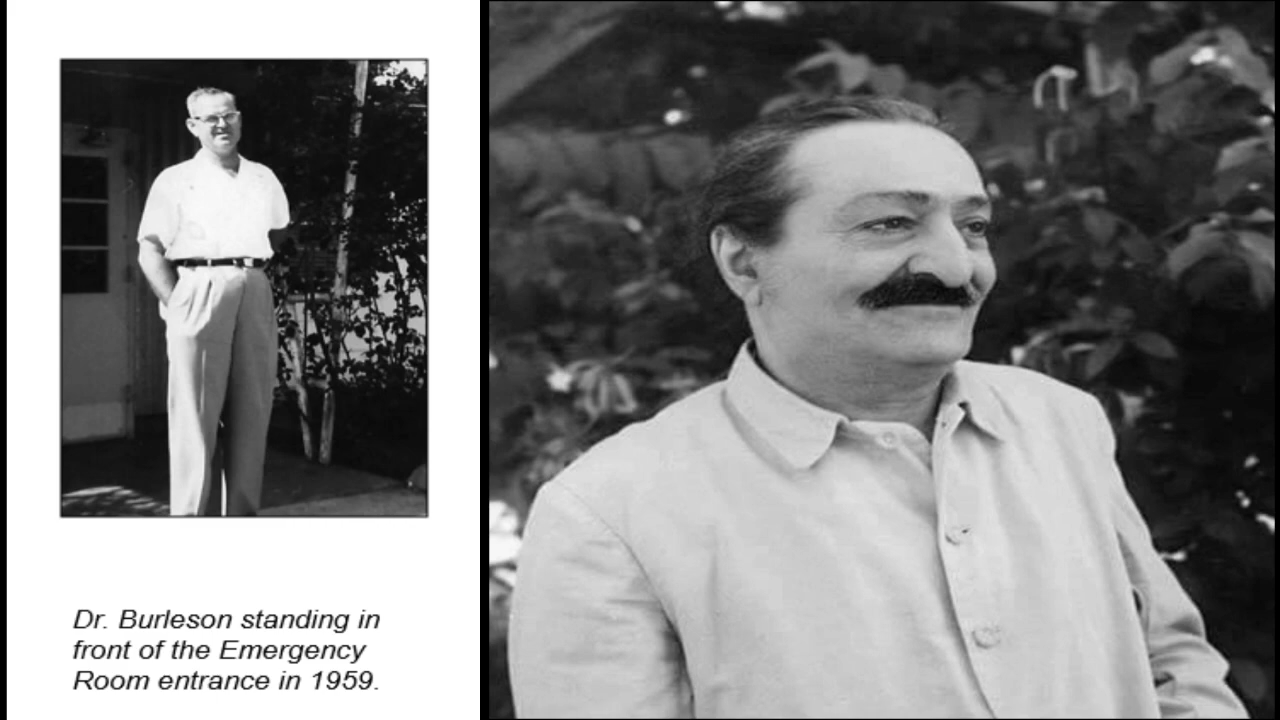 Dr. Burleson standing in
front of the Emergency
Room entrance in 1959.